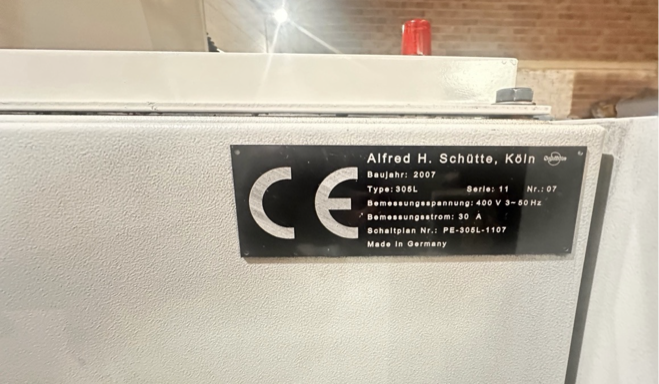 CE
Alfred H. Schütte, Köln
Baujahr: 2007
Type: 305L Serie: 11 Nr.: 07
Bemessungsspannung: 400 V 3~ 50 Hz
Bemessungsstrom: 30 A
Schaltplan Nr.: PE-305L-1107
Made in Germany